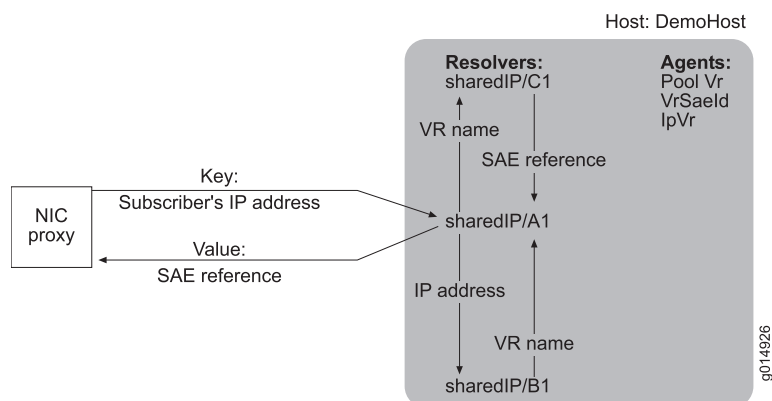 Host: DemoHost
Resolvers:
sharedIP/C1
Agents:
Pool Vr
VrSaeId
IpVr
VR name
SAE reference
Key:
Subscriber's IP address
NIC
proxy
sharedIP/A1
Value:
SAE reference
IP address
VR name
sharedIP/B1
g014926